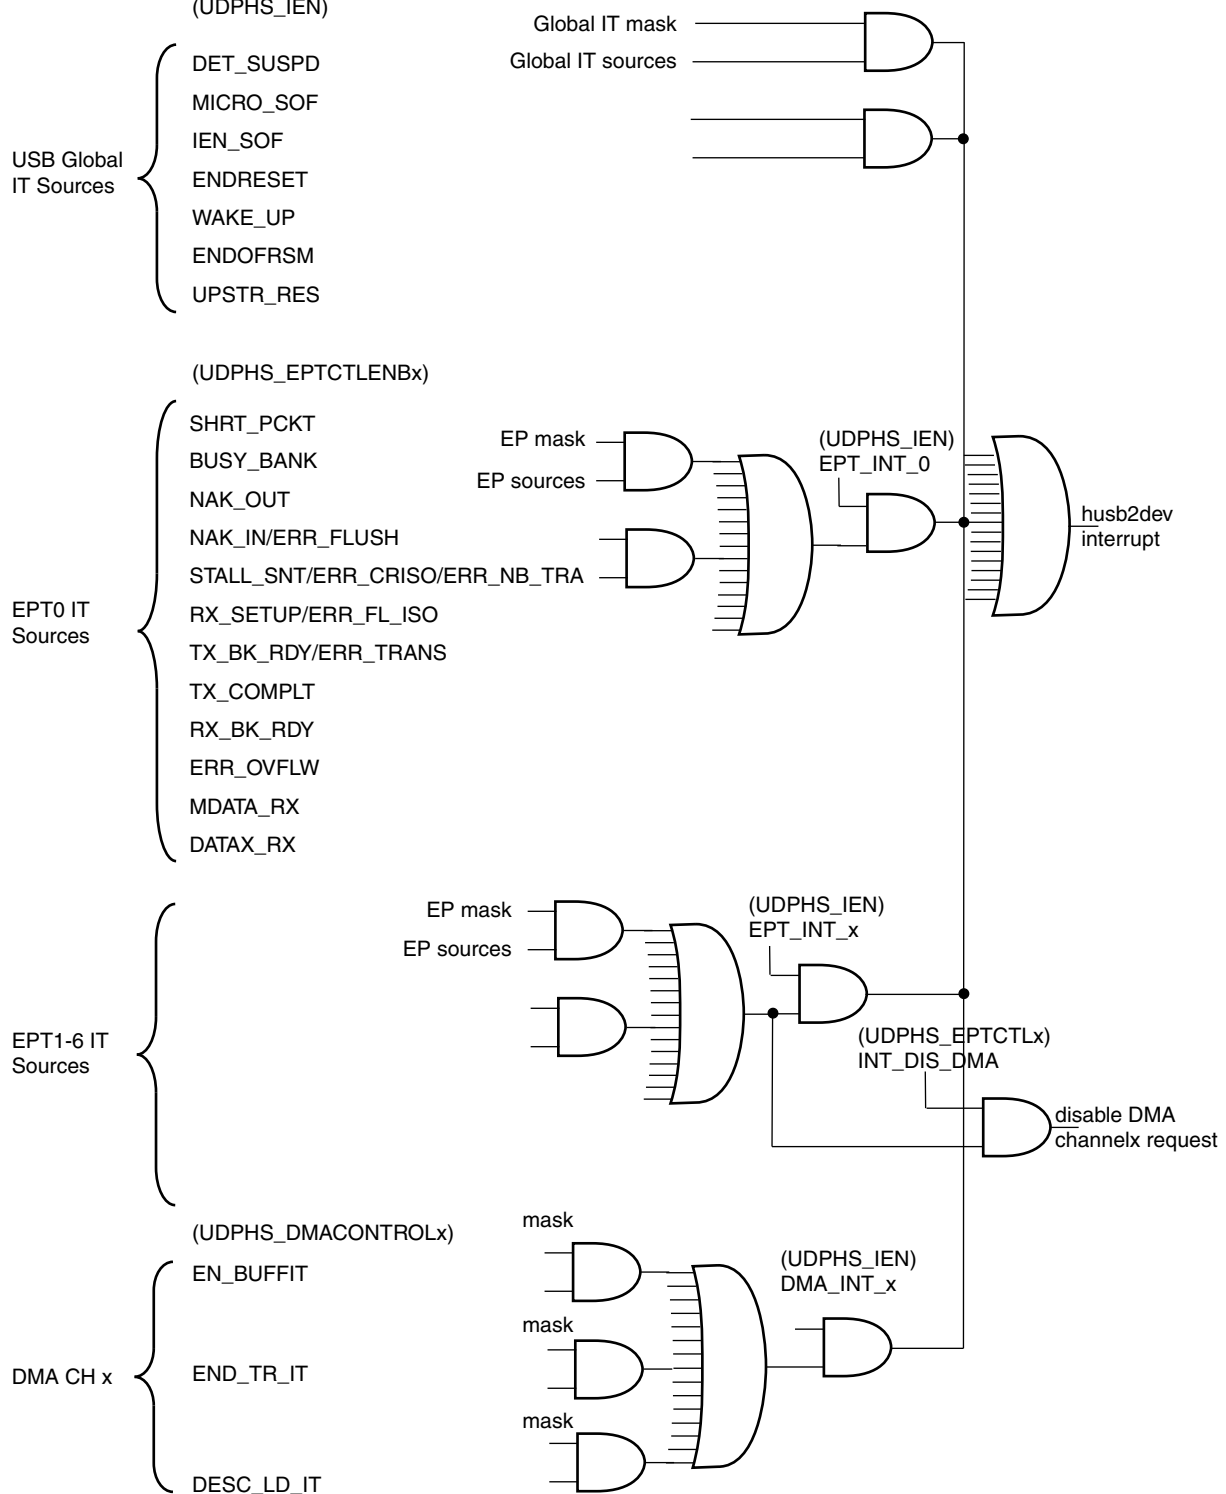 (UDPHS_IEN)
Global IT mask
Global IT sources
DET_SUSPD
MICRO_SOF
IEN_SOF
ENDRESET
WAKE_UP
ENDOFRSM
UPSTR_RES
USB Global
IT Sources
(UDPHS_EPTCTLENBx)
SHRT_PCKT
BUSY_BANK
NAK_OUT
NAK_IN/ERR_FLUSH
STALL_SNT/ERR_CRISO/ERR_NB_TRA
RX_SETUP/ERR_FL_ISO
TX_BK_RDY/ERR_TRANS
TX_COMPLT
RX_BK_RDY
ERR_OVFLW
MDATA_RX
DATAX_RX
EPT0 IT
Sources
EP mask
EP sources
(UDPHS_IEN)
EPT_INT_0
husb2dev
interrupt
EP mask
EP sources
(UDPHS_IEN)
EPT_INT_x
EPT1-6 IT
Sources
(UDPHS_EPTCTLx)
INT_DIS_DMA
disable DMA
channelx request
(UDPHS_DMACONTROLx)
mask
EN_BUFFIT
(UDPHS_IEN)
DMA_INT_x
mask
DMA CH x
END_TR_IT
mask
DESC_LD_IT